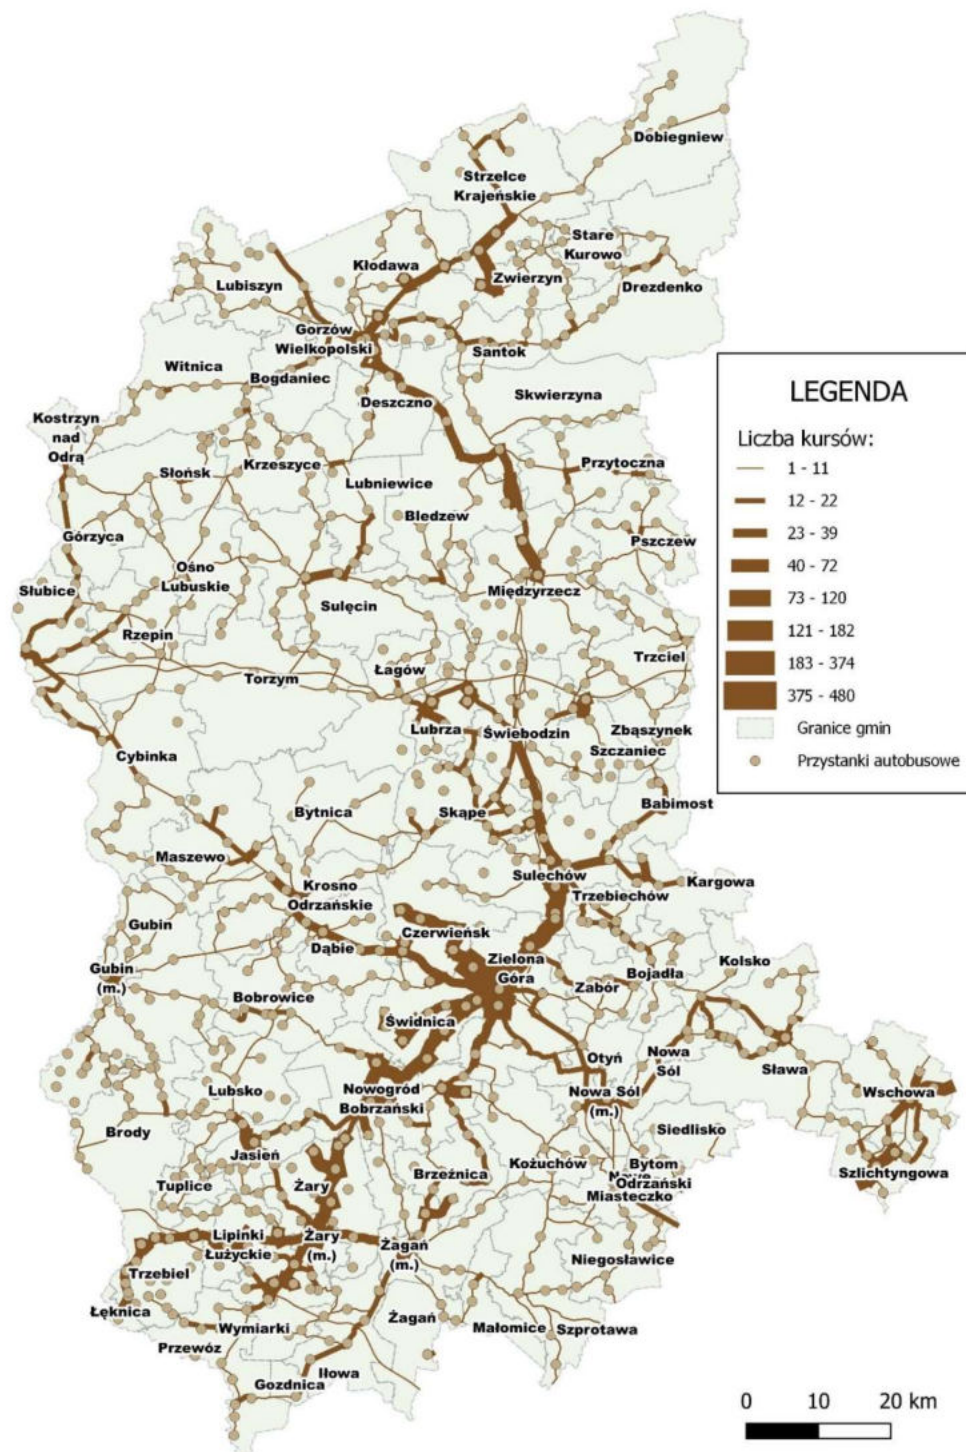 Dobiegniew
Strzelce
Krajeńskie
Stare
Kurowo
Kłodawa
Zwierzyn
Lubiszyn
Drezdenko
Gorzów
Wielkopolski
Santok
Witnica
Bogdaniec
Deszczno
Skwierzyna
Kostrzyn
nad
Odrą
Krzeszyce
Słońsk
Przytoczna
Lubniewice
Bledzew
Górzyca
Pszczew
Ośno
Lubuskie
Słubice
Międzyrzecz
Sulęcin
Rzepin
Trzciel
Łagów
Torzym
Lubrza
Świebodzin
Zbąszynek
Szczaniec
Cybinka
Babimost
Bytnica
Skąpe
Maszewo
Sulechów
Kargowa
Krosno
Odrzańskie
Trzebiechów
Gubin
Czerwieńsk
Dąbie
Zielona
Góra
Kolsko
Gubin
(m.)
Bojadła
Zabór
Bobrowice
Świdnica
Otyń
Nowa
Sól
Sława
Lubsko
Nowogród
Bobrzański
Nowa Sól
(m.)
Wschowa
Siedlisko
Brody
Jasień
Brzeźnica
Kożuchów
Bytom
Odrzański
Nowe
Miasteczko
Szlichtyngowa
Tuplice
Żary
Lipinki
Łużyckie
Żary
(m.)
Żagań
(m.)
Niegosławice
Trzebiel
Łęknica
Żagań
Małomice
Szprotawa
Wymiarki
Przewóz
Iłowa
Gozdnica
LEGENDA
Liczba kursów:
1 - 11
12 - 22
23 - 39
40 - 72
73 - 120
121 - 182
183 - 374
375 - 480
Granice gmin
Przystanki autobusowe
0 10 20 km